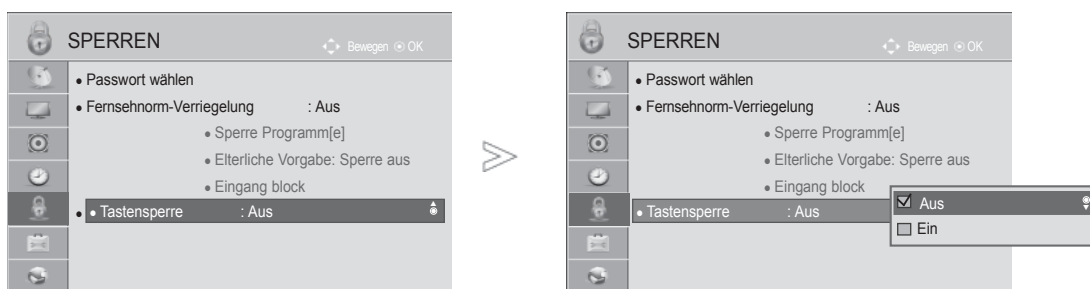 SPERREN
Bewegen OK
• Passwort wählen
• Fernsehnorm-Verriegelung : Aus
• Sperre Programm[e]
• Elterliche Vorgabe: Sperre aus
• Eingang block
• • Tastensperre : Aus
SPERREN
Bewegen OK
• Passwort wählen
• Fernsehnorm-Verriegelung : Aus
• Sperre Programm[e]
• Elterliche Vorgabe: Sperre aus
• Eingang block
• Tastensperre : Aus
Aus
Ein